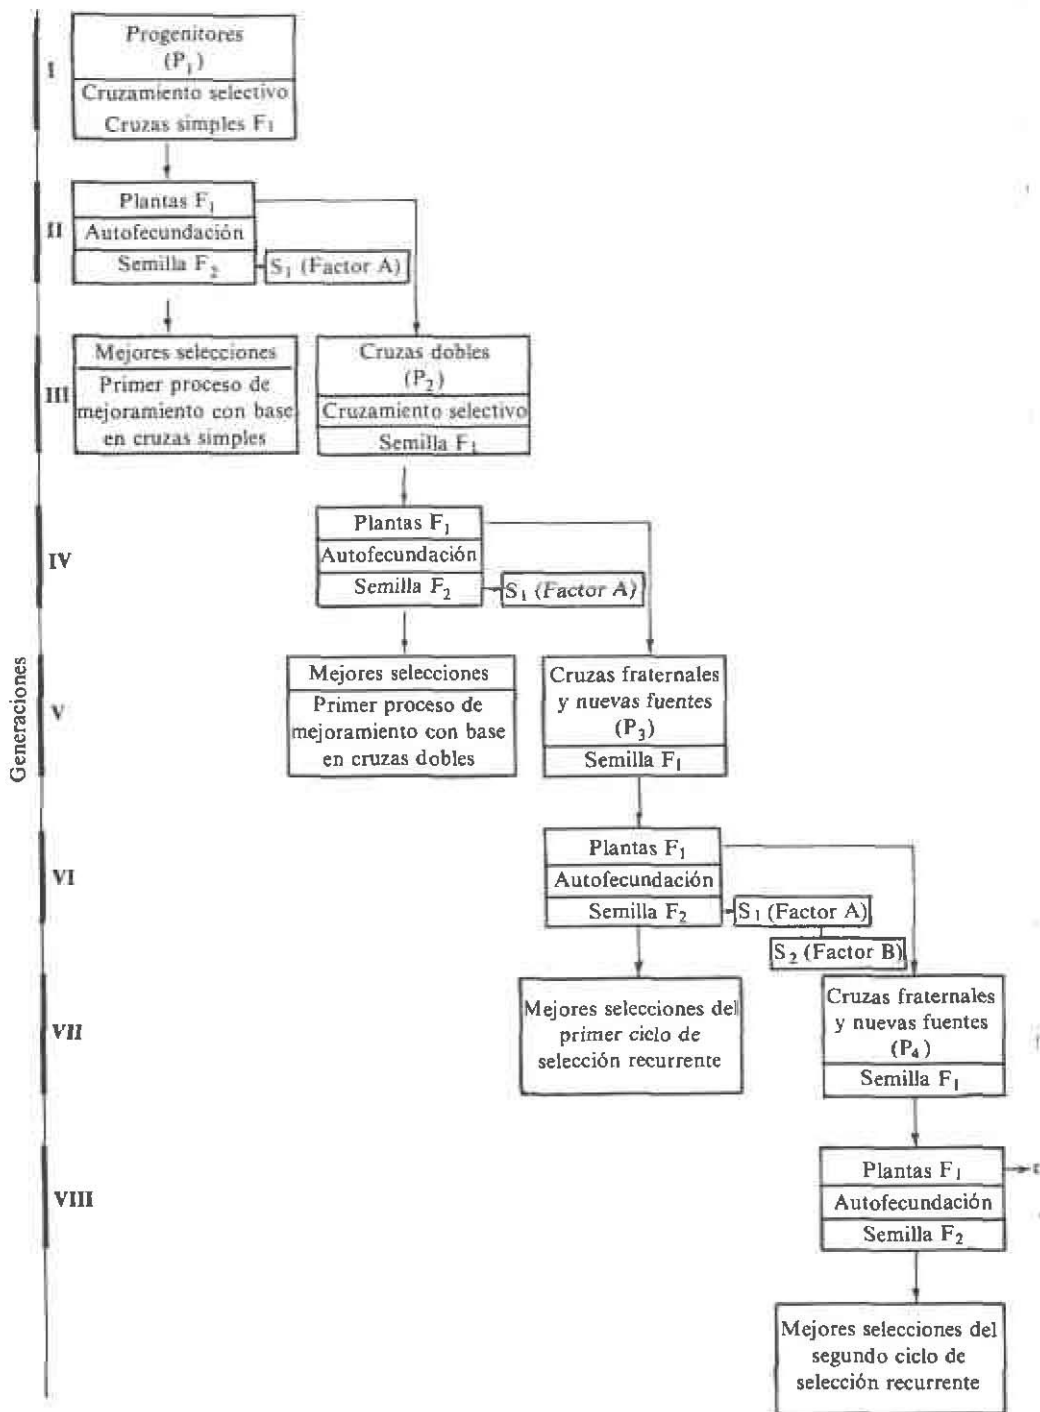 Progenitores
(P₁)
I
Cruzamiento selectivo
Cruzas simples F₁
Plantas F₁
II
Autofecundación
Semilla F₂
S₁ (Factor A)
Mejores selecciones
III
Primer proceso de
mejoramiento con base
en cruzas simples
Cruzas dobles
(P₂)
Cruzamiento selectivo
Semilla F₁
Plantas F₁
IV
Autofecundación
Semilla F₂
S₁ (Factor A)
Generaciones
Mejores selecciones
V
Primer proceso de
mejoramiento con base
en cruzas dobles
Cruzas fraternales
y nuevas fuentes
(P₃)
Semilla F₁
Plantas F₁
VI
Autofecundación
Semilla F₂
S₁ (Factor A)
S₂ (Factor B)
VII
Mejores selecciones del
primer ciclo de
selección recurrente
Cruzas fraternales
y nuevas fuentes
(P₄)
Semilla F₁
Plantas F₁
VIII
Autofecundación
Semilla F₂
Mejores selecciones del
segundo ciclo de
selección recurrente